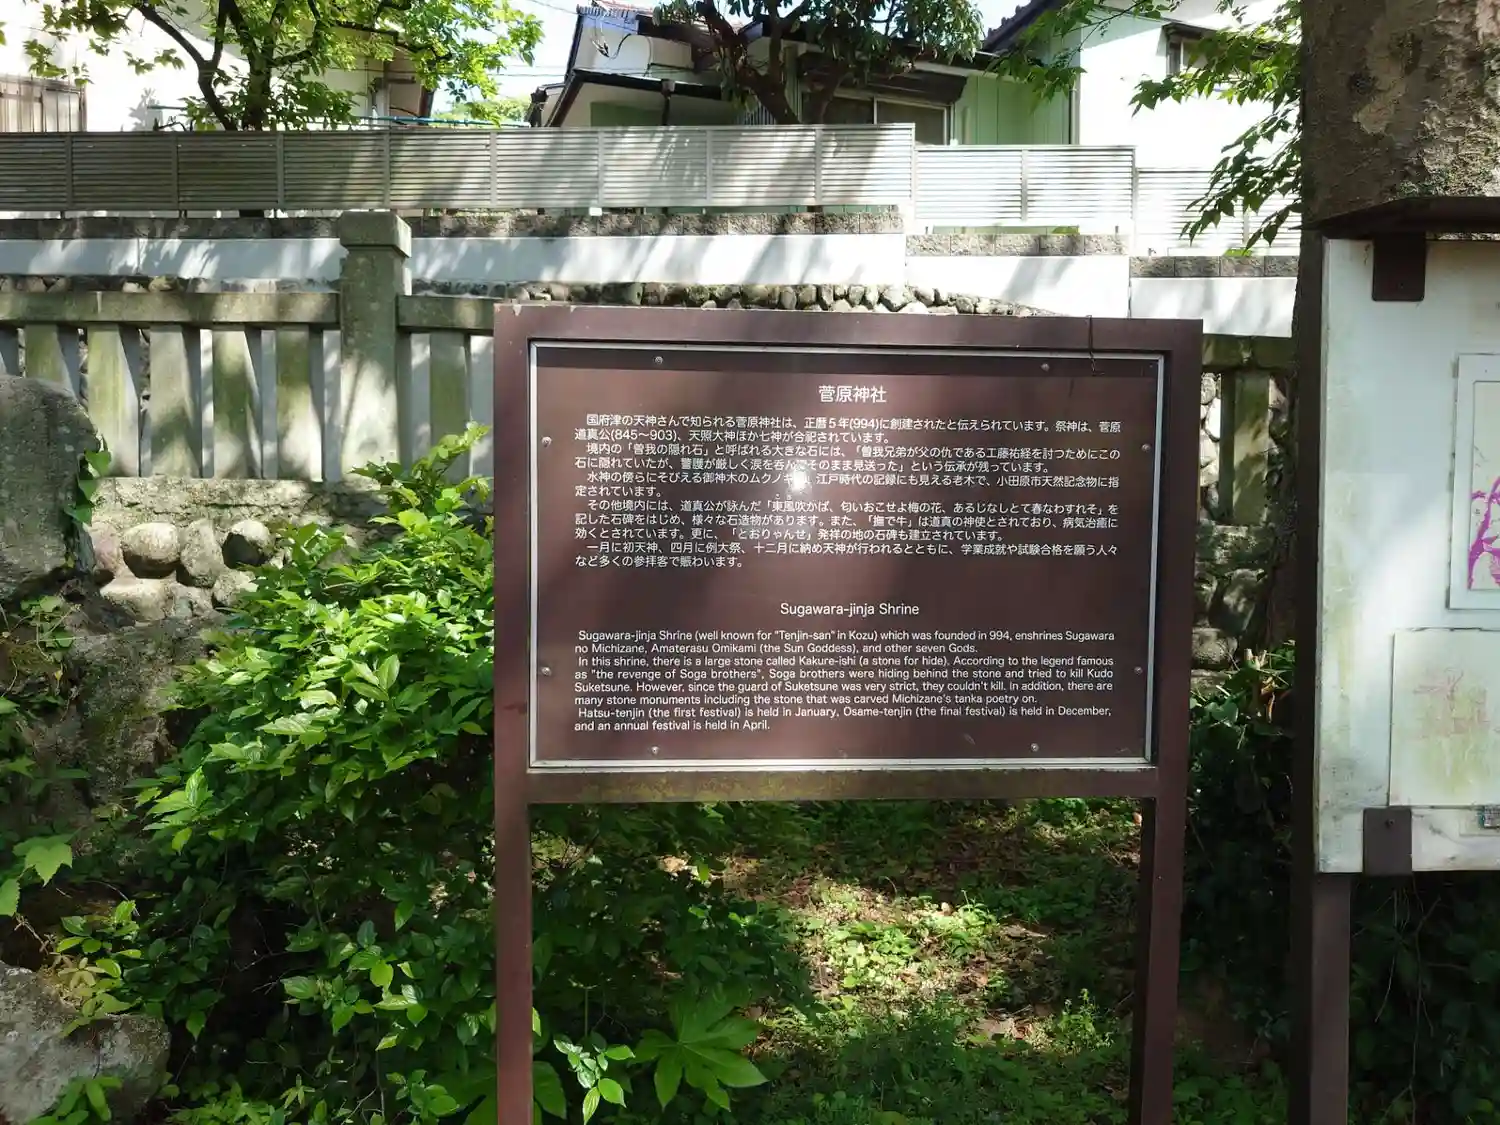 菅原神社
国府津の天神さんで知られる菅原神社は、正暦5年(994)に創建されたと伝えられています。祭神は、菅原
道真公(845～903)、天照大神ほか七神が合祀されています。
境内の「曽我の隠れ石」と呼ばれる大きな石には、「曽我兄弟が父の仇である工藤祐経を討つためにこの
石に隠れていたが、警護が厳しく涙を呑んでそのまま見送った」という伝承が残っています。
水神の傍らにそびえる御神木のムクノキは、江戸時代の記録にも見える老木で、小田原市天然記念物に指
定されています。
その他境内には、道真公が詠んだ「東風吹かば、匂いおこせよ梅の花、あるじなしとて春なわすれそ」を
記した石碑をはじめ、様々な石造物があります。また、「撫で牛」は道真の神使とされており、病気治癒に
効くとされています。更に、「とおりゃんせ」発祥の地の石碑も建立されています。
一月に初天神、四月に例大祭、十二月に納め天神が行われるとともに、学業成就や試験合格を願う人々
など多くの参拝客で賑わいます。
Sugawara-jinja Shrine
Sugawara-jinja Shrine (well known for "Tenjin-san" in Kozu) which was founded in 994, enshrines Sugawara
no Michizane, Amaterasu Omikami (the Sun Goddess), and other seven Gods.
In this shrine, there is a large stone called Kakure-ishi (a stone for hide). According to the legend famous
as "the revenge of Soga brothers", Soga brothers were hiding behind the stone and tried to kill Kudo
Suketsune. However, since the guard of Suketsune was very strict, they couldn't kill. In addition, there are
many stone monuments including the stone that was carved Michizane's tanka poetry on.
Hatsu-tenjin (the first festival) is held in January, Osame-tenjin (the final festival) is held in December,
and an annual festival is held in April.